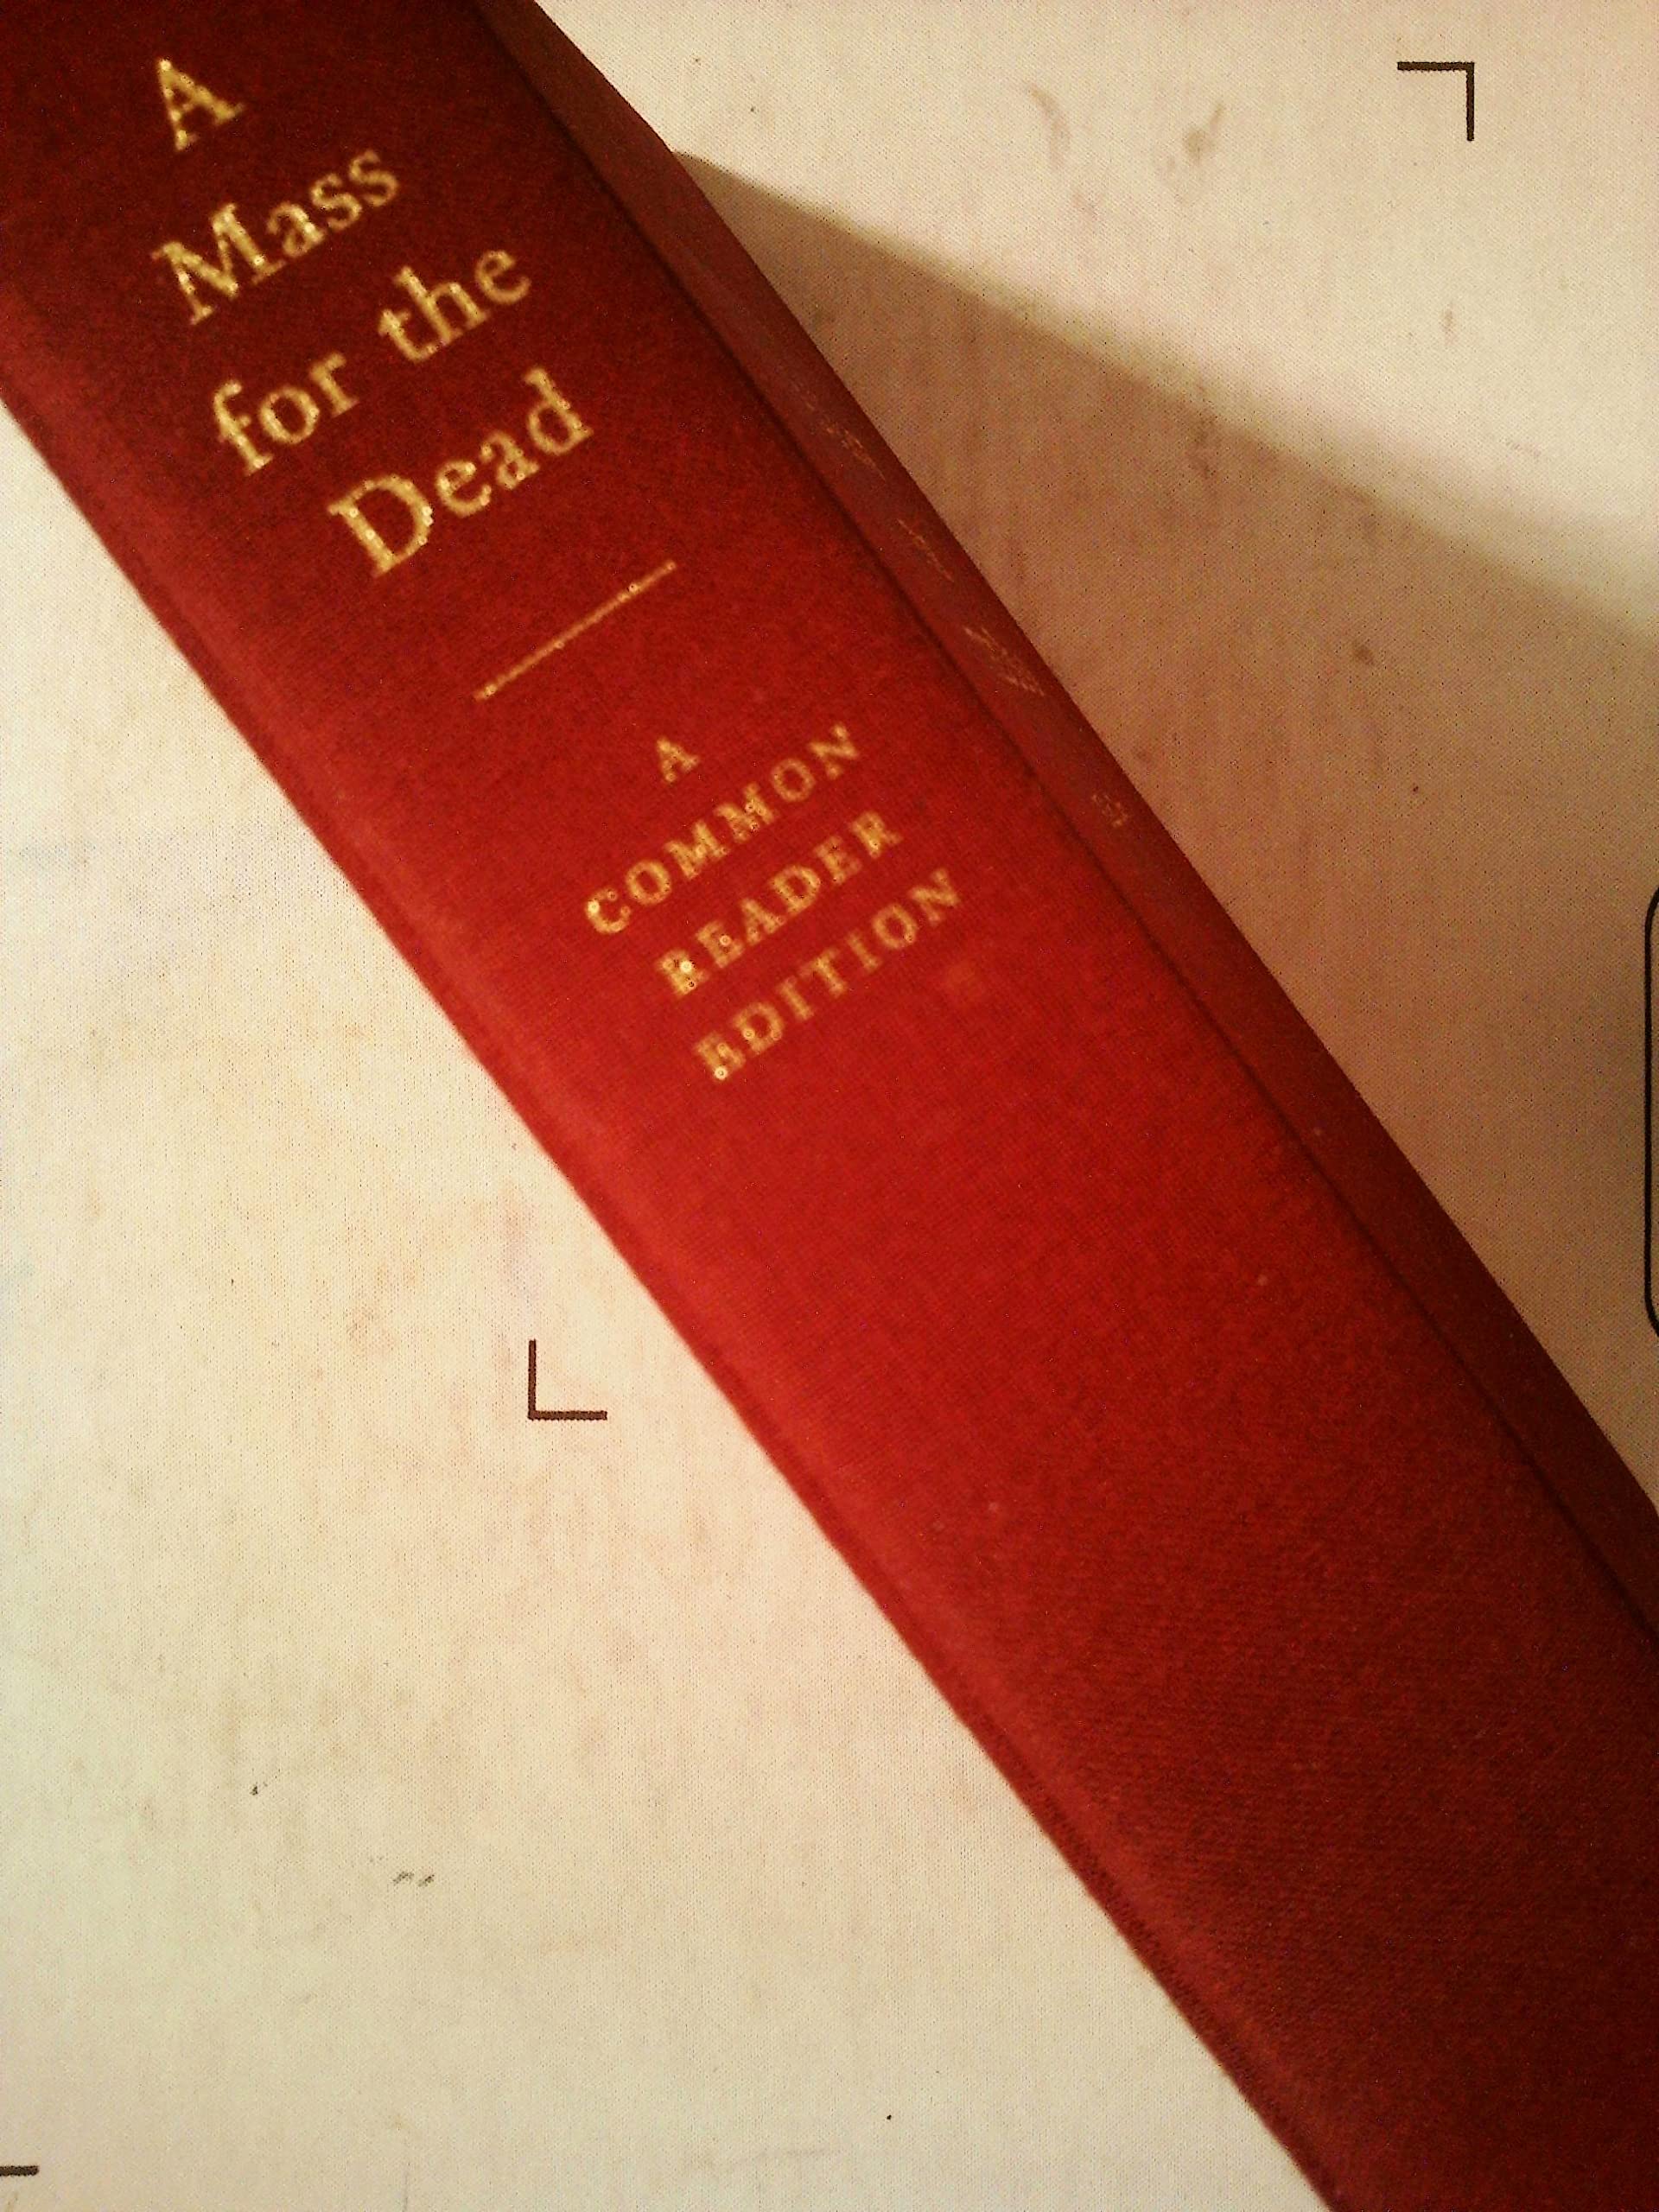 A
Mass
for the
Dead
A
COMMON
READER
EDITION